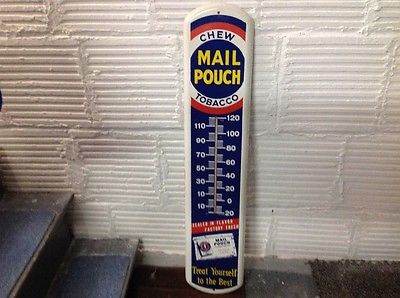 CHEW
MAIL
POUCH
TOBACCO
120
110
100
90
80
70
60
50
40
30
20
10
0
10
20
SEALED IN FLAVOR
FACTORY FRESH
MAIL
POUCH
Treat Yourself
to the Best